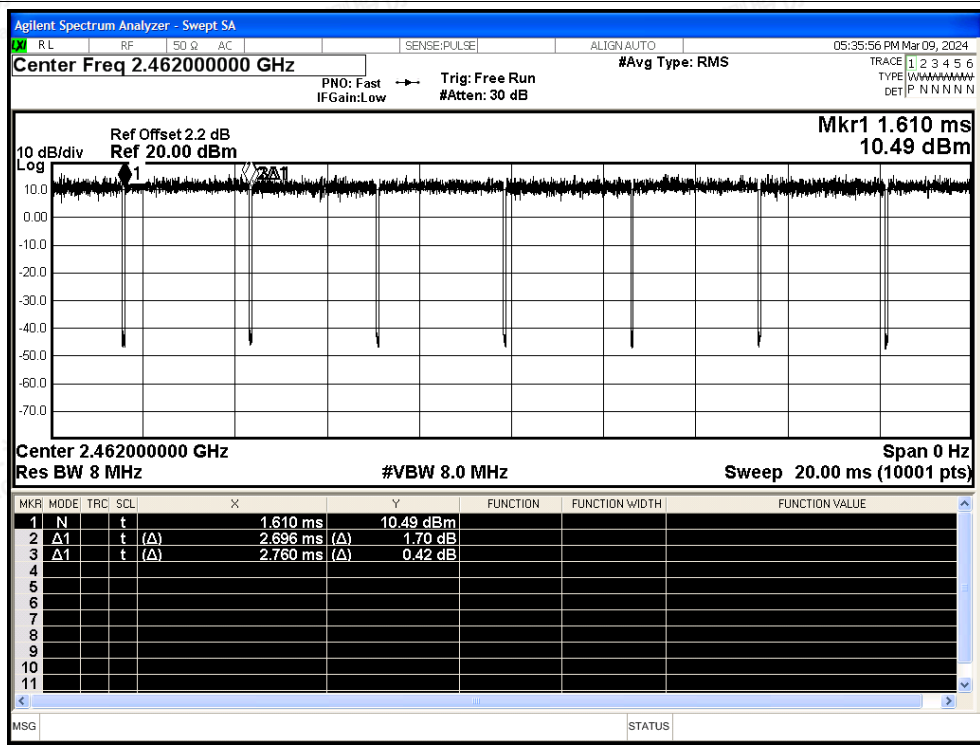 Agilent Spectrum Analyzer - Swept SA
LXI RL RF 50 Ω AC SENSE:PULSE ALIGN AUTO 05:35:56 PM Mar 09, 2024
Center Freq 2.462000000 GHz
PNO: Fast
IFGain:Low
Trig: Free Run
#Atten: 30 dB
#Avg Type: RMS
TRACE 1 2 3 4 5 6
TYPE WWWWWW
DET P N N N N N
Mkr1 1.610 ms
10.49 dBm
Ref Offset 2.2 dB
10 dB/div Ref 20.00 dBm
Log
1
3Δ1
10.0
0.00
-10.0
-20.0
-30.0
-40.0
-50.0
-60.0
-70.0
Center 2.462000000 GHz Span 0 Hz
Res BW 8 MHz #VBW 8.0 MHz Sweep 20.00 ms (10001 pts)
MKR MODE TRC SCL X Y FUNCTION FUNCTION WIDTH FUNCTION VALUE
1 N t 1.610 ms 10.49 dBm
2 Δ1 t (Δ) 2.696 ms (Δ) 1.70 dB
3 Δ1 t (Δ) 2.760 ms (Δ) 0.42 dB
4
5
6
7
8
9
10
11
MSG STATUS